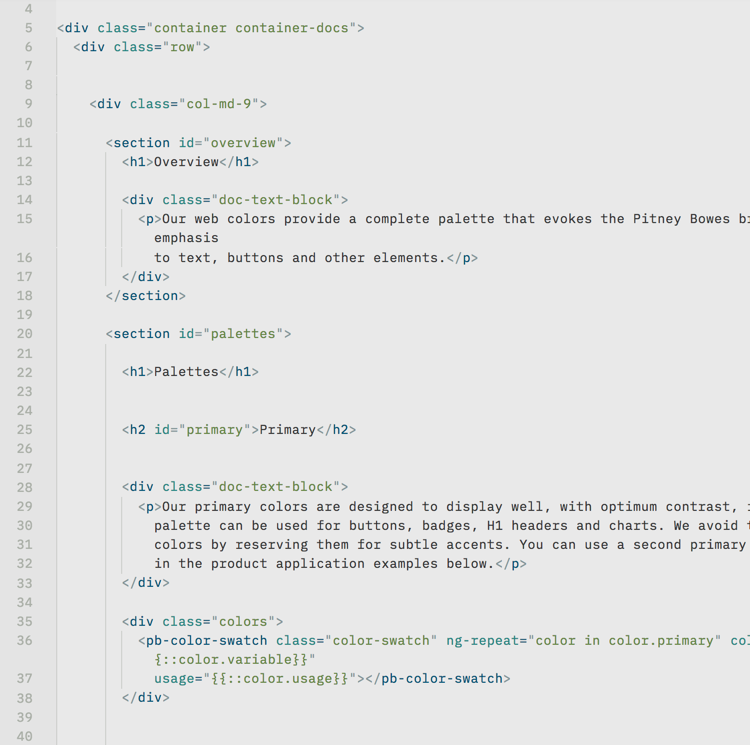 4
5 <div class="container container-docs">
6 <div class="row">
7
8
9 <div class="col-md-9">
10
11 <section id="overview">
12 <h1>Overview</h1>
13
14 <div class="doc-text-block">
15 <p>Our web colors provide a complete palette that evokes the Pitney Bowes
emphasis
16 to text, buttons and other elements.</p>
17 </div>
18 </section>
19
20 <section id="palettes">
21
22 <h1>Palettes</h1>
23
24
25 <h2 id="primary">Primary</h2>
26
27
28 <div class="doc-text-block">
29 <p>Our primary colors are designed to display well, with optimum contrast,
30 palette can be used for buttons, badges, H1 headers and charts. We avoid
31 colors by reserving them for subtle accents. You can use a second primary
32 in the product application examples below.</p>
33 </div>
34
35 <div class="colors">
36 <pb-color-swatch class="color-swatch" ng-repeat="color in color.primary"
{::color.variable}}"
37 usage="{{::color.usage}}"></pb-color-swatch>
38 </div>
39
40